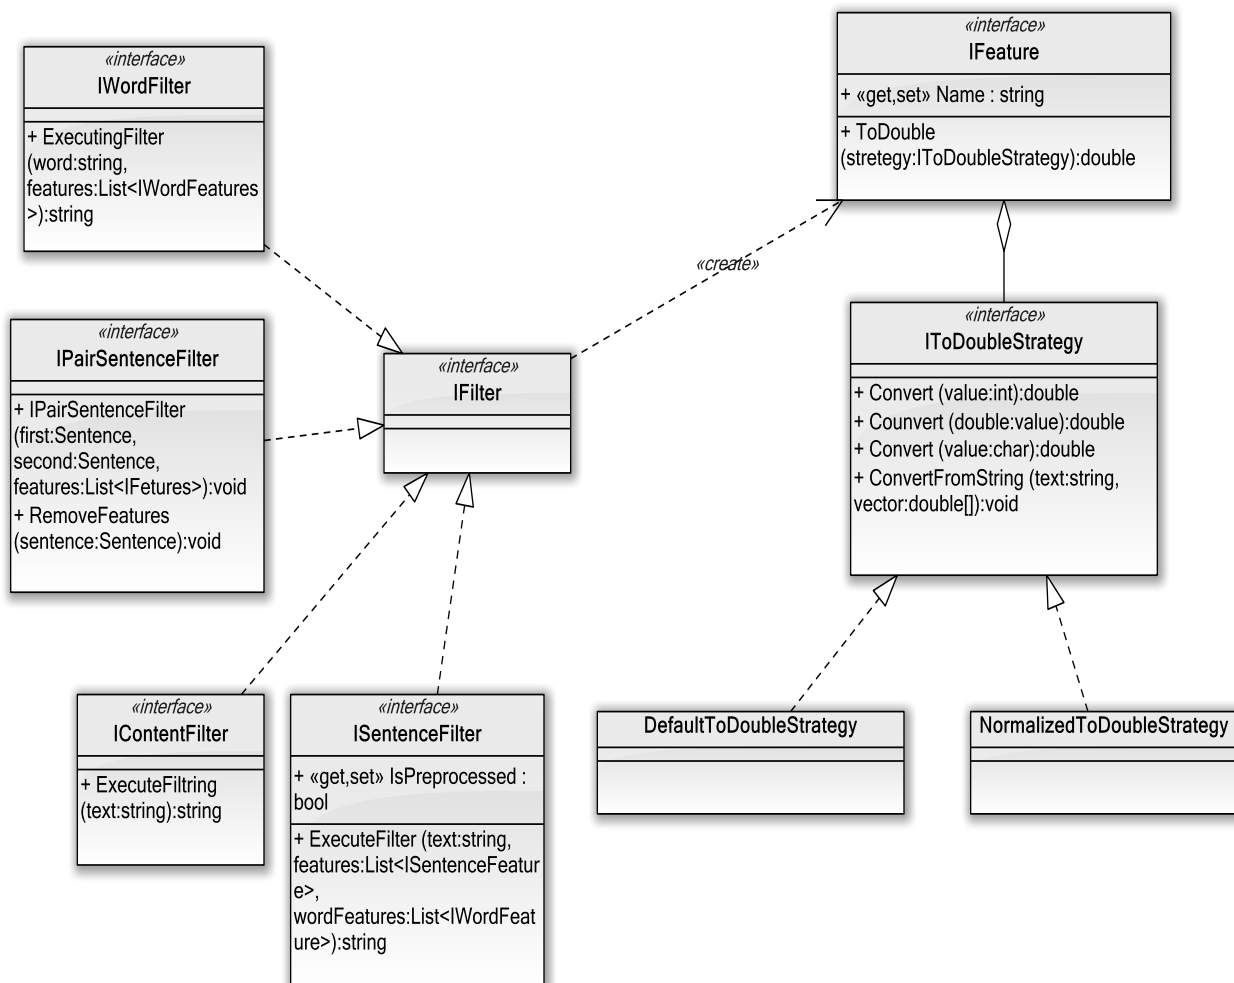 «interface»
IWordFilter
+ ExecutingFilter
(word:string,
features:List<IWordFeatures
>):string
«interface»
IFeature
+ «get,set» Name : string
+ ToDouble
(stretegy:IToDoubleStrategy):double
«create»
«interface»
IPairSentenceFilter
+ IPairSentenceFilter
(first:Sentence,
second:Sentence,
features:List<IFetures>):void
+ RemoveFeatures
(sentence:Sentence):void
«interface»
IFilter
«interface»
IToDoubleStrategy
+ Convert (value:int):double
+ Counvert (double:value):double
+ Convert (value:char):double
+ ConvertFromString (text:string,
vector:double[]):void
«interface»
IContentFilter
+ ExecuteFiltring
(text:string):string
«interface»
ISentenceFilter
+ «get,set» IsPreprocessed :
bool
+ ExecuteFilter (text:string,
features:List<ISentenceFeatur
e>,
wordFeatures:List<IWordFeat
ure>):string
DefaultToDoubleStrategy
NormalizedToDoubleStrategy